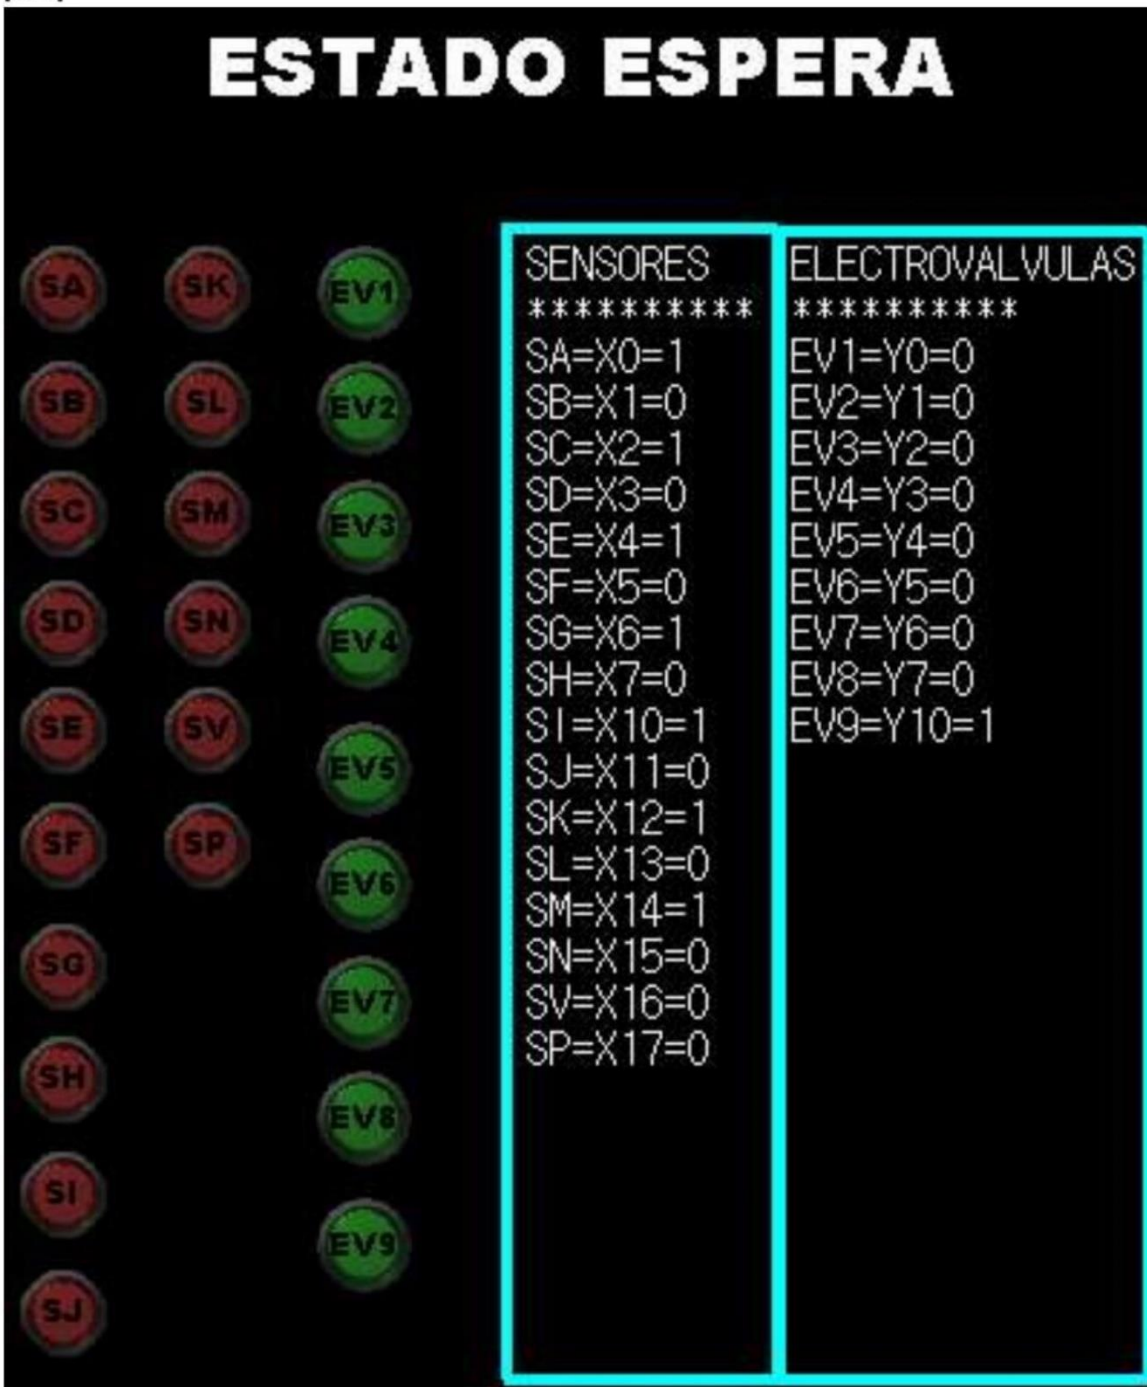 ESTADO ESPERA
SA
SK
EV1
SB
SL
EV2
SC
SM
EV3
SD
SN
EV4
SE
SV
EV5
SF
SP
EV6
SG
EV7
SH
EV8
SI
EV9
SJ
SENSORES
**********
SA=X0=1
SB=X1=0
SC=X2=1
SD=X3=0
SE=X4=1
SF=X5=0
SG=X6=1
SH=X7=0
SI=X10=1
SJ=X11=0
SK=X12=1
SL=X13=0
SM=X14=1
SN=X15=0
SV=X16=0
SP=X17=0
ELECTROVALVULAS
**********
EV1=Y0=0
EV2=Y1=0
EV3=Y2=0
EV4=Y3=0
EV5=Y4=0
EV6=Y5=0
EV7=Y6=0
EV8=Y7=0
EV9=Y10=1